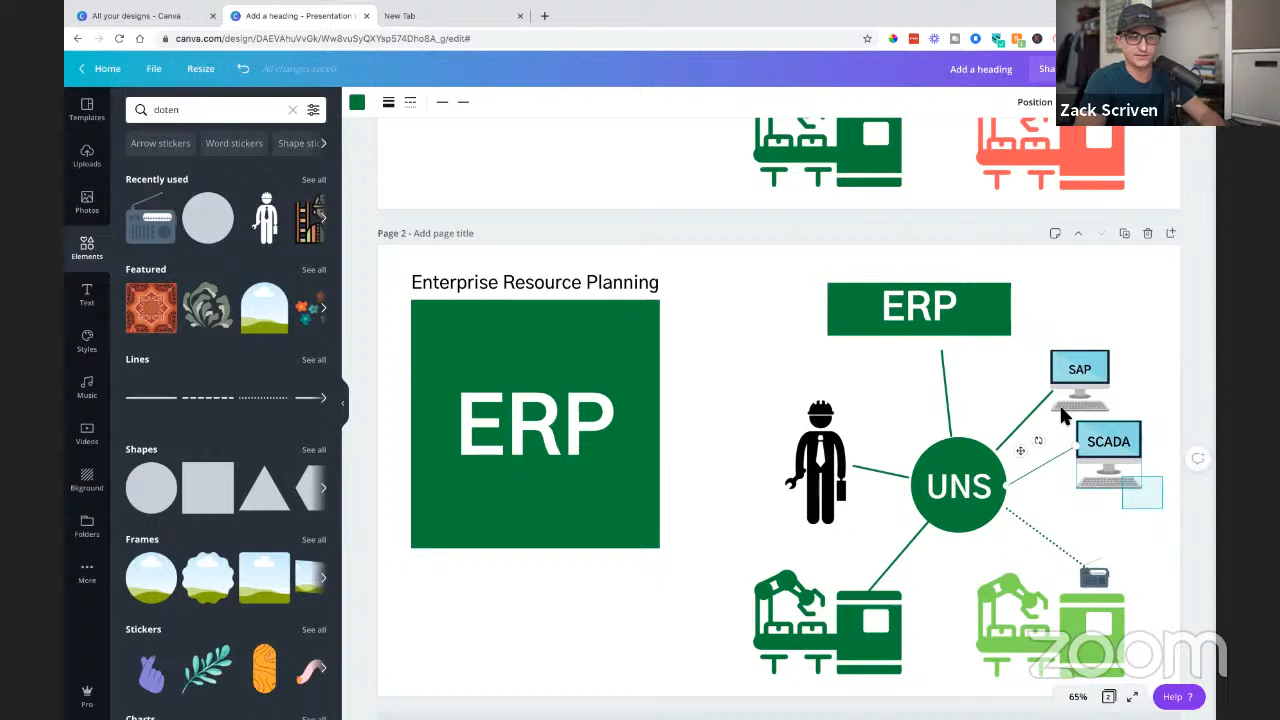 All your designs - Canva
Add a heading - Presentation
New Tab
canva.com/design/DAEVAhuVvGk/Ww8vuSyQXYsp574Dho8A_g/edit#
Home
File
Resize
All changes saved
Add a heading
Sha
Zack Scriven
Templates
Uploads
Photos
Elements
Text
Styles
Music
Videos
Bkground
Folders
More
Pro
doten
Arrow stickers
Word stickers
Shape stic
Recently used
See all
Featured
See all
Lines
See all
Shapes
See all
Frames
See all
Stickers
See all
Charts
Position
Page 2 - Add page title
Enterprise Resource Planning
ERP
ERP
SAP
SCADA
UNS
zoom
65%
2
Help ?